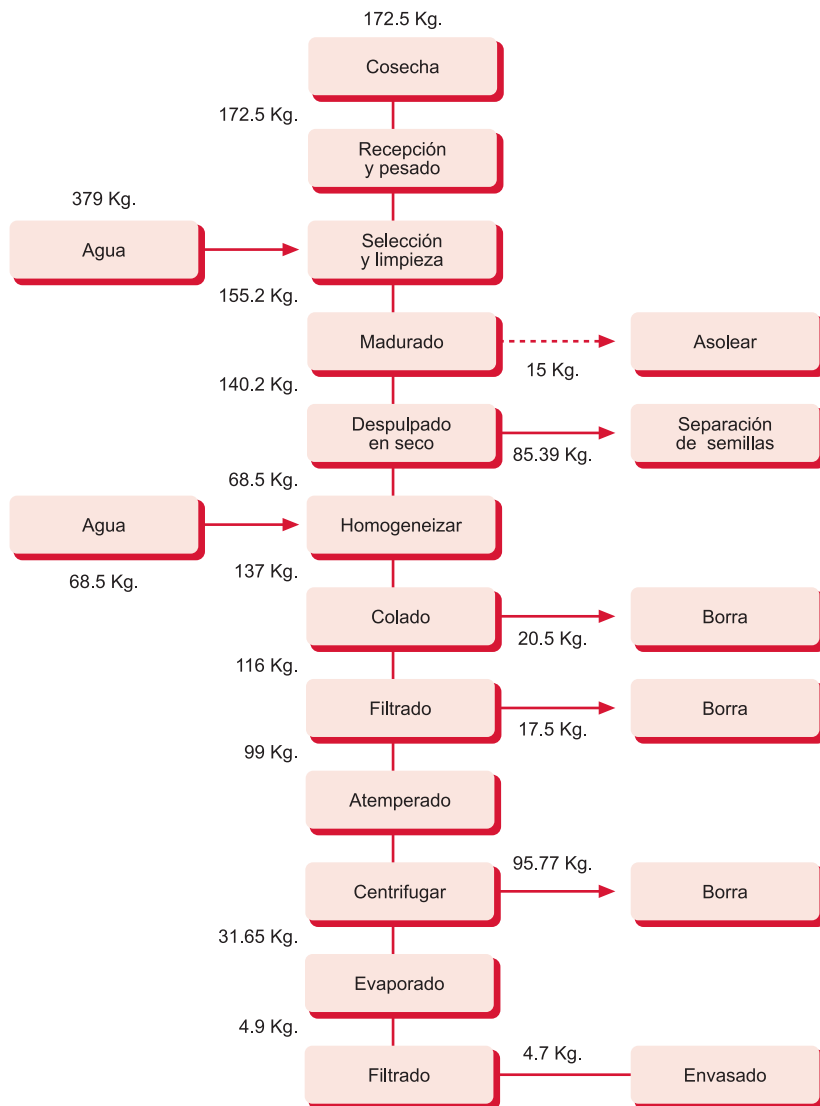 172.5 Kg.
Cosecha
172.5 Kg.
Recepción
y pesado
379 Kg.
Agua
Selección
y limpieza
155.2 Kg.
Madurado
15 Kg.
Asolear
140.2 Kg.
Despulpado
en seco
85.39 Kg.
Separación
de semillas
68.5 Kg.
Agua
68.5 Kg.
Homogeneizar
137 Kg.
Colado
20.5 Kg.
Borra
116 Kg.
Filtrado
17.5 Kg.
Borra
99 Kg.
Atemperado
Centrifugar
95.77 Kg.
Borra
31.65 Kg.
Evaporado
4.9 Kg.
Filtrado
4.7 Kg.
Envasado